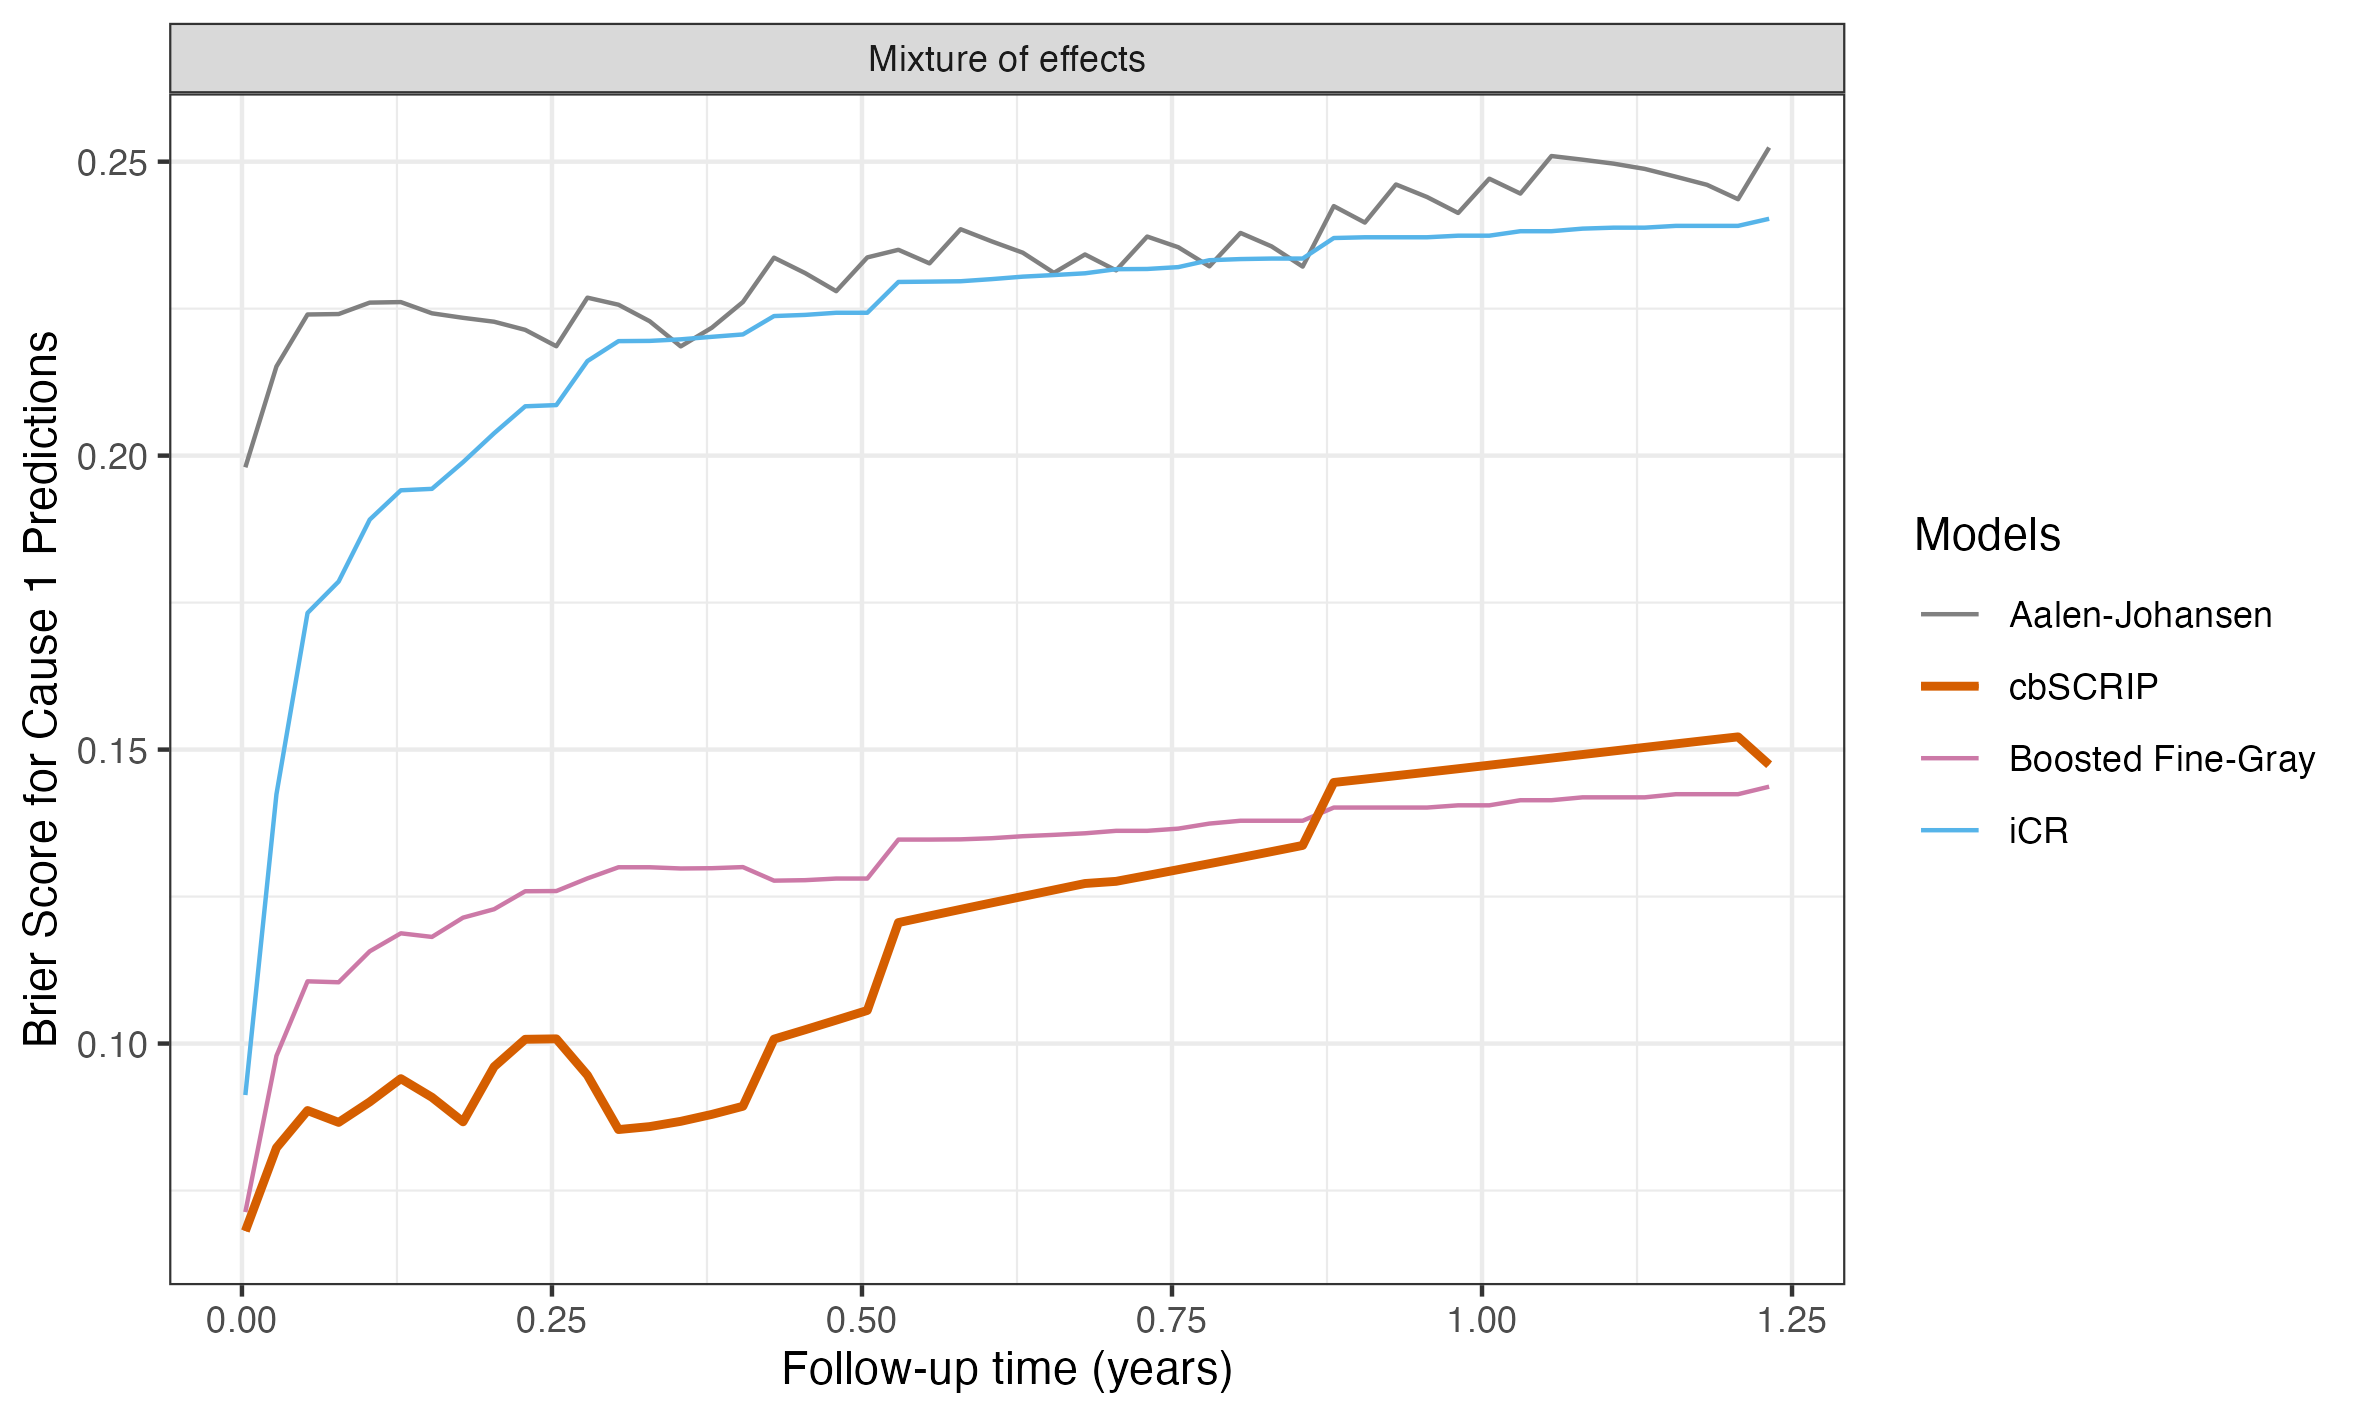 Mixture of effects
Brier Score for Cause 1 Predictions
0.25
0.20
0.15
0.10
0.00 0.25 0.50 0.75 1.00 1.25
Follow-up time (years)
Models
Aalen-Johansen
cbSCRIP
Boosted Fine-Gray
iCR